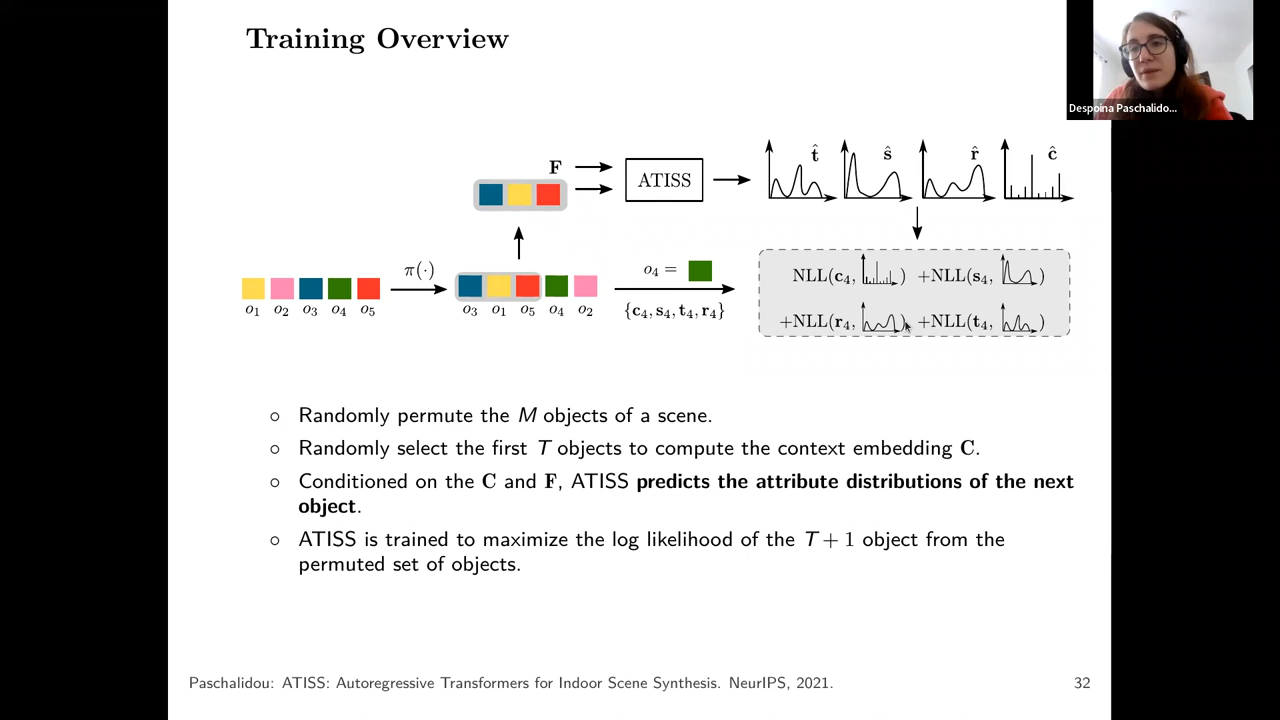 Training Overview
Despoina Paschalido...
F
ATISS
t̂
ŝ
r̂
ĉ
π(·)
o₄ =
{c₄, s₄, t₄, r₄}
o₁ o₂ o₃ o₄ o₅
o₃ o₁ o₅ o₄ o₂
NLL(c₄, ) +NLL(s₄, )
+NLL(r₄, ) +NLL(t₄, )
○ Randomly permute the M objects of a scene.
○ Randomly select the first T objects to compute the context embedding C.
○ Conditioned on the C and F, ATISS predicts the attribute distributions of the next
object.
○ ATISS is trained to maximize the log likelihood of the T + 1 object from the
permuted set of objects.
Paschalidou: ATISS: Autoregressive Transformers for Indoor Scene Synthesis. NeurIPS, 2021.
32